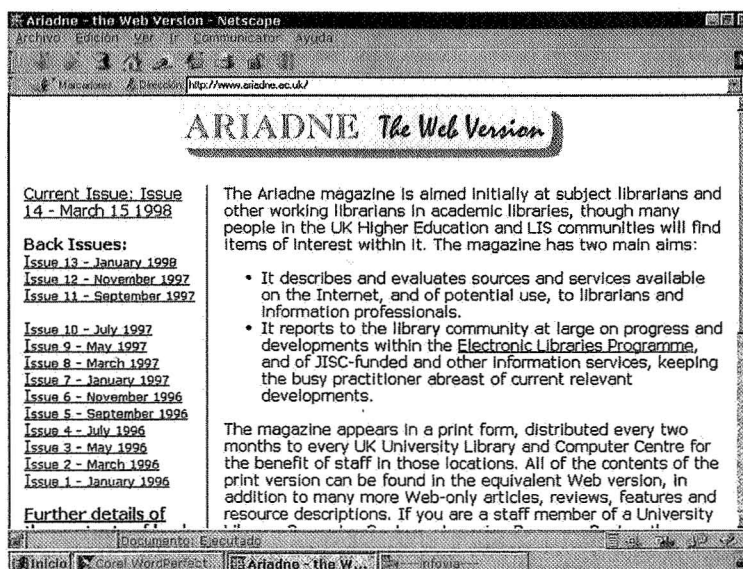 Ariadne - the Web Version - Netscape
Archivo Edición Ver Ir Communicator Ayuda
Marcadores Dirección http://www.ariadne.ac.uk/
ARIADNE The Web Version
Current Issue: Issue
14 - March 15 1998
Back Issues:
Issue 13 - January 1998
Issue 12 - November 1997
Issue 11 - September 1997
Issue 10 - July 1997
Issue 9 - May 1997
Issue 8 - March 1997
Issue 7 - January 1997
Issue 6 - November 1996
Issue 5 - September 1996
Issue 4 - July 1996
Issue 3 - May 1996
Issue 2 - March 1996
Issue 1 - January 1996
Further details of
The Ariadne magazine is aimed initially at subject librarians and
other working librarians in academic libraries, though many
people in the UK Higher Education and LIS communities will find
items of interest within it. The magazine has two main aims:
• It describes and evaluates sources and services available
on the Internet, and of potential use, to librarians and
information professionals.
• It reports to the library community at large on progress and
developments within the Electronic Libraries Programme,
and of JISC-funded and other information services, keeping
the busy practitioner abreast of current relevant
developments.
The magazine appears in a print form, distributed every two
months to every UK University Library and Computer Centre for
the benefit of staff in those locations. All of the contents of the
print version can be found in the equivalent Web version, in
addition to many more Web-only articles, reviews, features and
resource descriptions. If you are a staff member of a University
Documento: Ejecutado
Inicio Corel WordPerfect Ariadne - the W... infovia